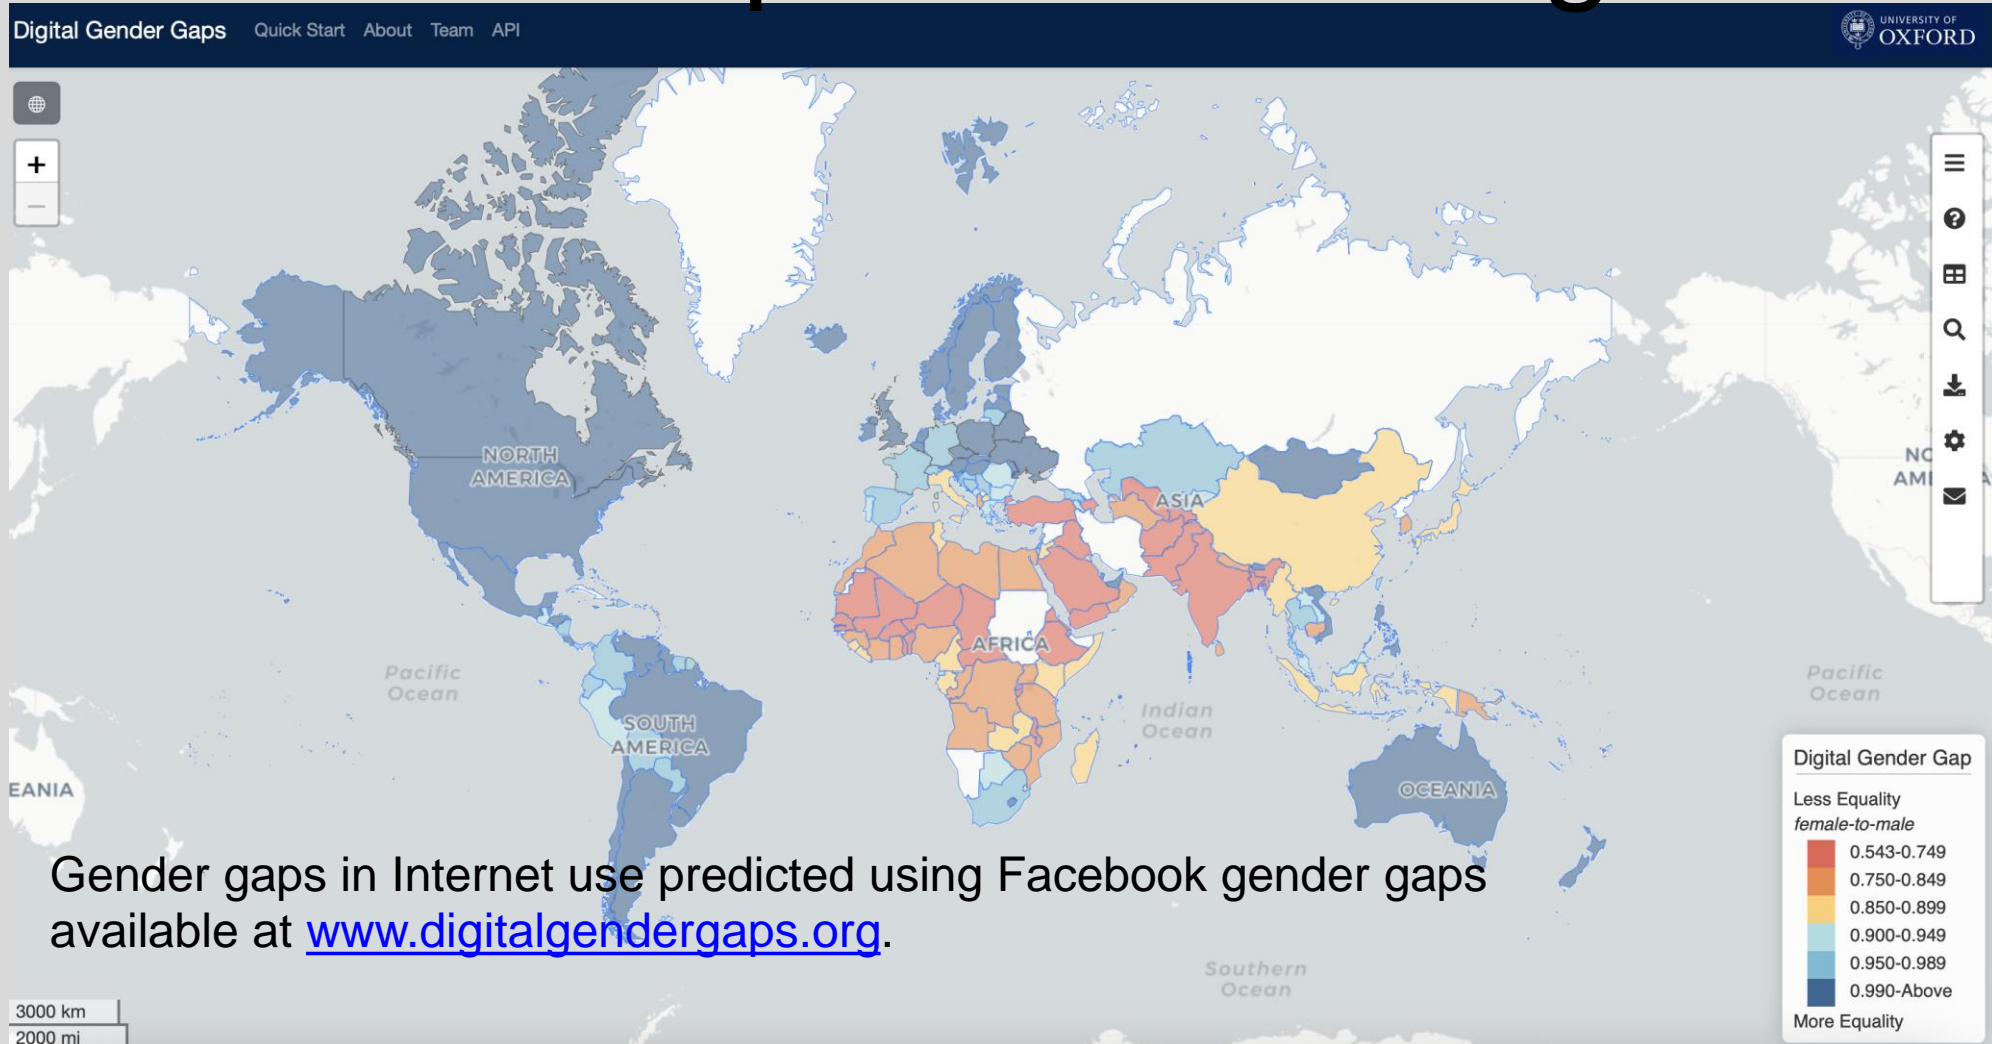 Digital Gender Gaps Quick Start About Team API
UNIVERSITY OF
OXFORD
+
−
NORTH
AMERICA
ASIA
AFRICA
Pacific
Ocean
SOUTH
AMERICA
Indian
Ocean
OCEANIA
EANIA
Pacific
Ocean
Southern
Ocean
Gender gaps in Internet use predicted using Facebook gender gaps
available at www.digitalgendergaps.org.
Digital Gender Gap
Less Equality
female-to-male
0.543-0.749
0.750-0.849
0.850-0.899
0.900-0.949
0.950-0.989
0.990-Above
More Equality
3000 km
2000 mi